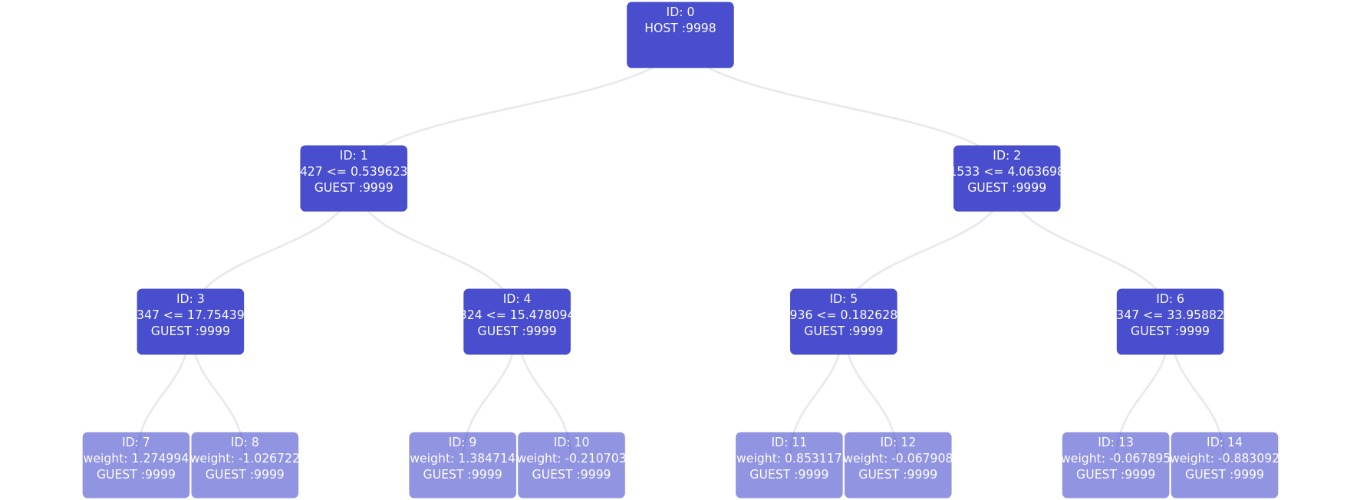 ID: 0
HOST :9998
ID: 1
427 <= 0.539623
GUEST :9999
ID: 2
1533 <= 4.063698
GUEST :9999
ID: 3
347 <= 17.75439
GUEST :9999
ID: 4
324 <= 15.478094
GUEST :9999
ID: 5
936 <= 0.182628
GUEST :9999
ID: 6
347 <= 33.95882
GUEST :9999
ID: 7
weight: 1.274994
GUEST :9999
ID: 8
weight: -1.026722
GUEST :9999
ID: 9
weight: 1.384714
GUEST :9999
ID: 10
weight: -0.210703
GUEST :9999
ID: 11
weight: 0.853117
GUEST :9999
ID: 12
weight: -0.067908
GUEST :9999
ID: 13
weight: -0.067895
GUEST :9999
ID: 14
weight: -0.883092
GUEST :9999